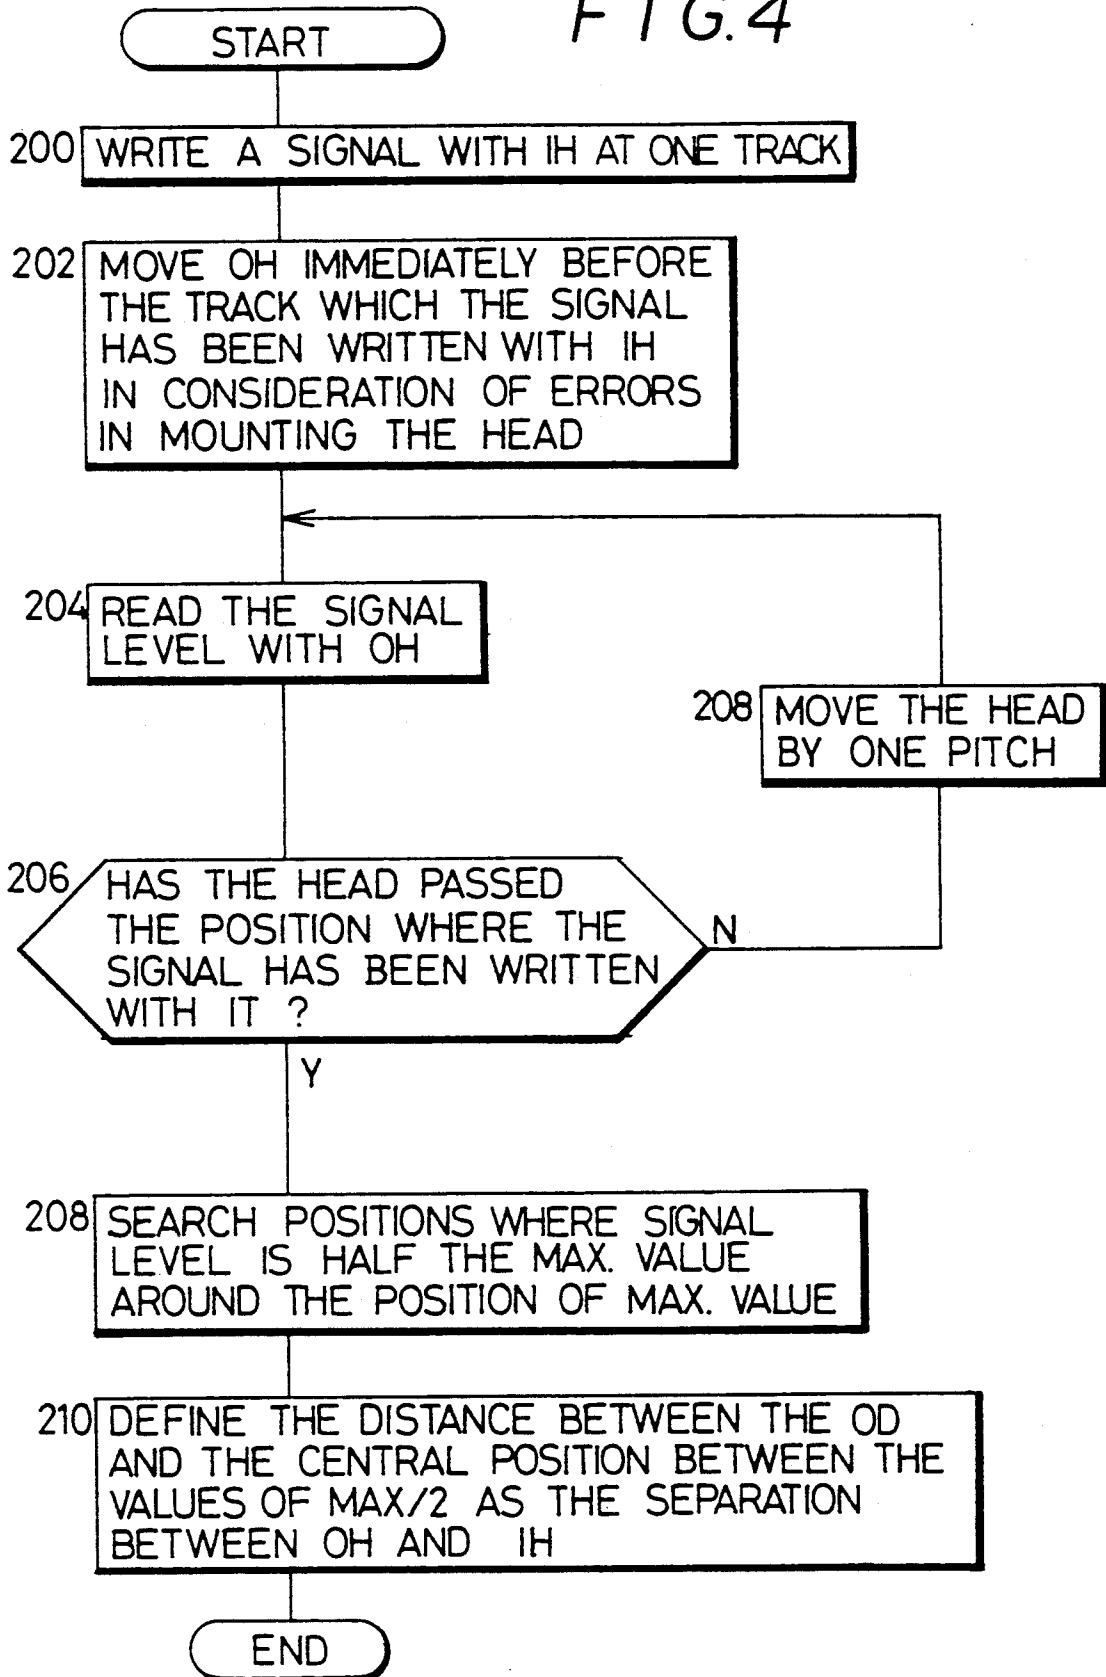 FIG.4
START
200 WRITE A SIGNAL WITH IH AT ONE TRACK
202 MOVE OH IMMEDIATELY BEFORE
THE TRACK WHICH THE SIGNAL
HAS BEEN WRITTEN WITH IH
IN CONSIDERATION OF ERRORS
IN MOUNTING THE HEAD
204 READ THE SIGNAL
LEVEL WITH OH
208 MOVE THE HEAD
BY ONE PITCH
206 HAS THE HEAD PASSED
THE POSITION WHERE THE
SIGNAL HAS BEEN WRITTEN
WITH IT ?
N
Y
208 SEARCH POSITIONS WHERE SIGNAL
LEVEL IS HALF THE MAX. VALUE
AROUND THE POSITION OF MAX. VALUE
210 DEFINE THE DISTANCE BETWEEN THE OD
AND THE CENTRAL POSITION BETWEEN THE
VALUES OF MAX/2 AS THE SEPARATION
BETWEEN OH AND IH
END